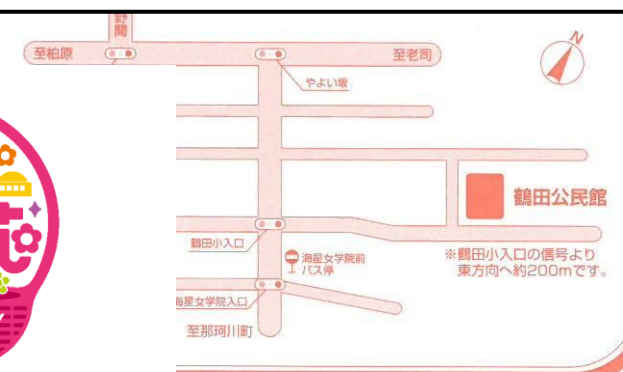 野間
至柏原
至老司
N
やよい坂
鶴田公民館
鶴田小入口
海星女学院前
バス停
※鶴田小入口の信号より
東方向へ約200mです。
海星女学院入口
至那珂川町